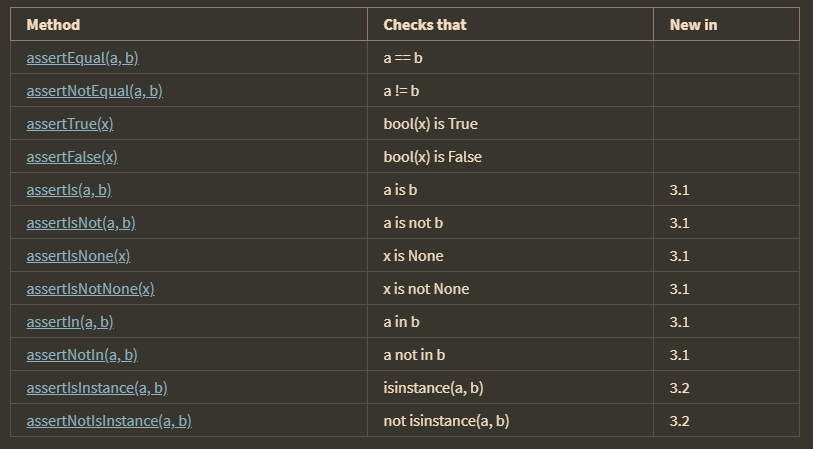 Method Checks that New in
assertEqual(a, b) a == b
assertNotEqual(a, b) a != b
assertTrue(x) bool(x) is True
assertFalse(x) bool(x) is False
assertIs(a, b) a is b 3.1
assertIsNot(a, b) a is not b 3.1
assertIsNone(x) x is None 3.1
assertIsNotNone(x) x is not None 3.1
assertIn(a, b) a in b 3.1
assertNotIn(a, b) a not in b 3.1
assertIsInstance(a, b) isinstance(a, b) 3.2
assertNotIsInstance(a, b) not isinstance(a, b) 3.2